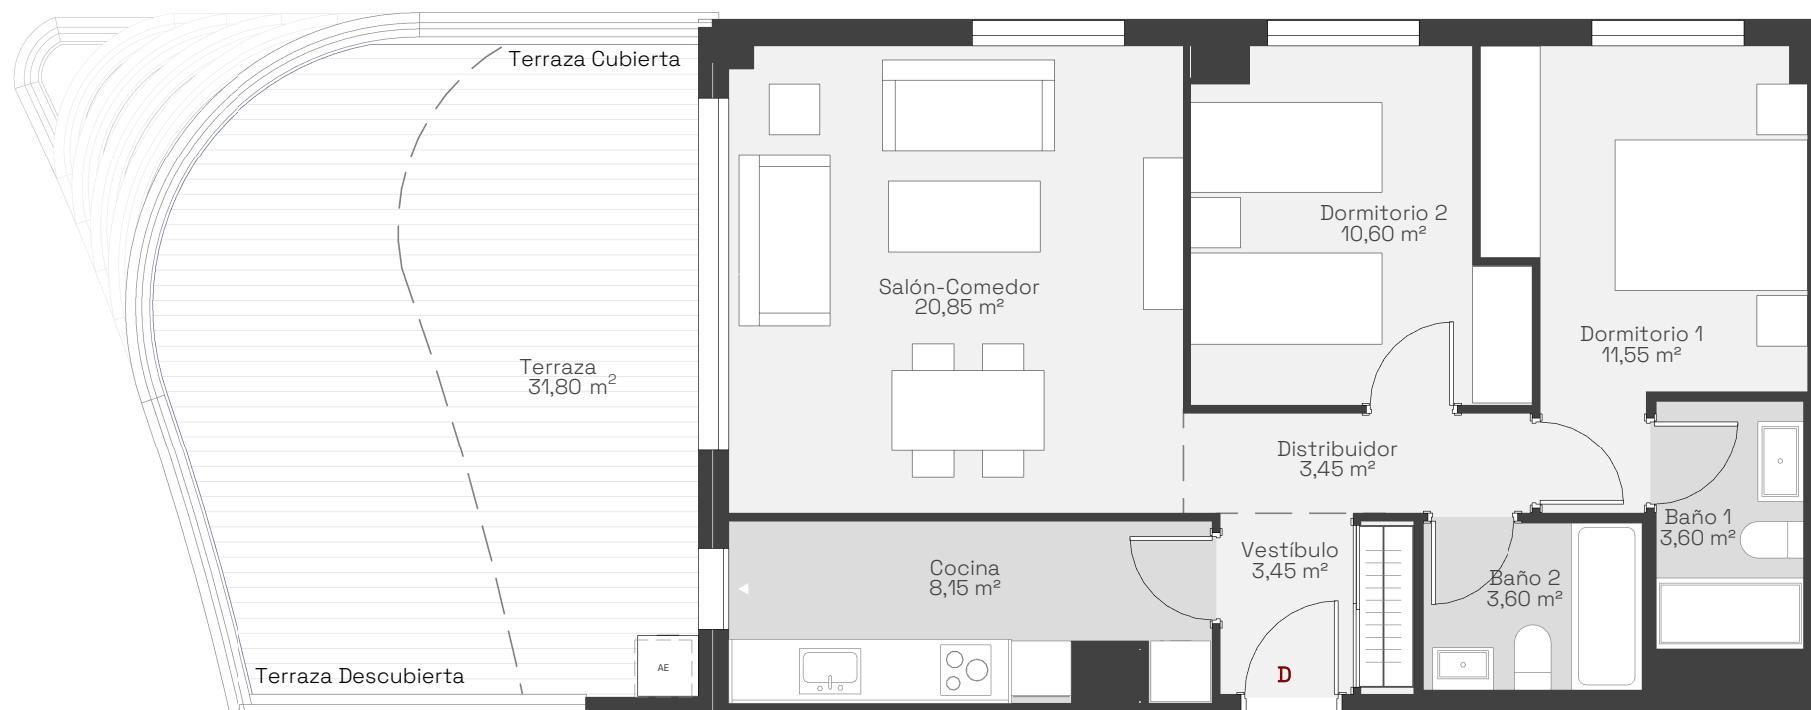 Terraza Cubierta
Dormitorio 2
10,60 m²
Salón-Comedor
20,85 m²
Dormitorio 1
11,55 m²
Terraza
31,80 m²
Distribuidor
3,45 m²
Baño 1
3,60 m²
Vestíbulo
3,45 m²
Cocina
8,15 m²
Baño 2
3,60 m²
AE
Terraza Descubierta
D